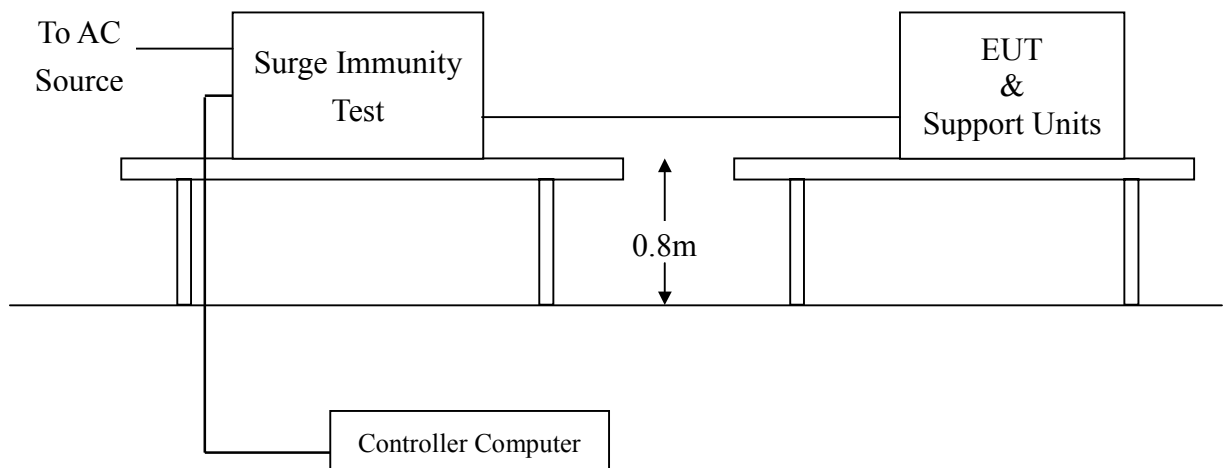 To AC
Source
Surge Immunity
Test
EUT
&
Support Units
0.8m
Controller Computer